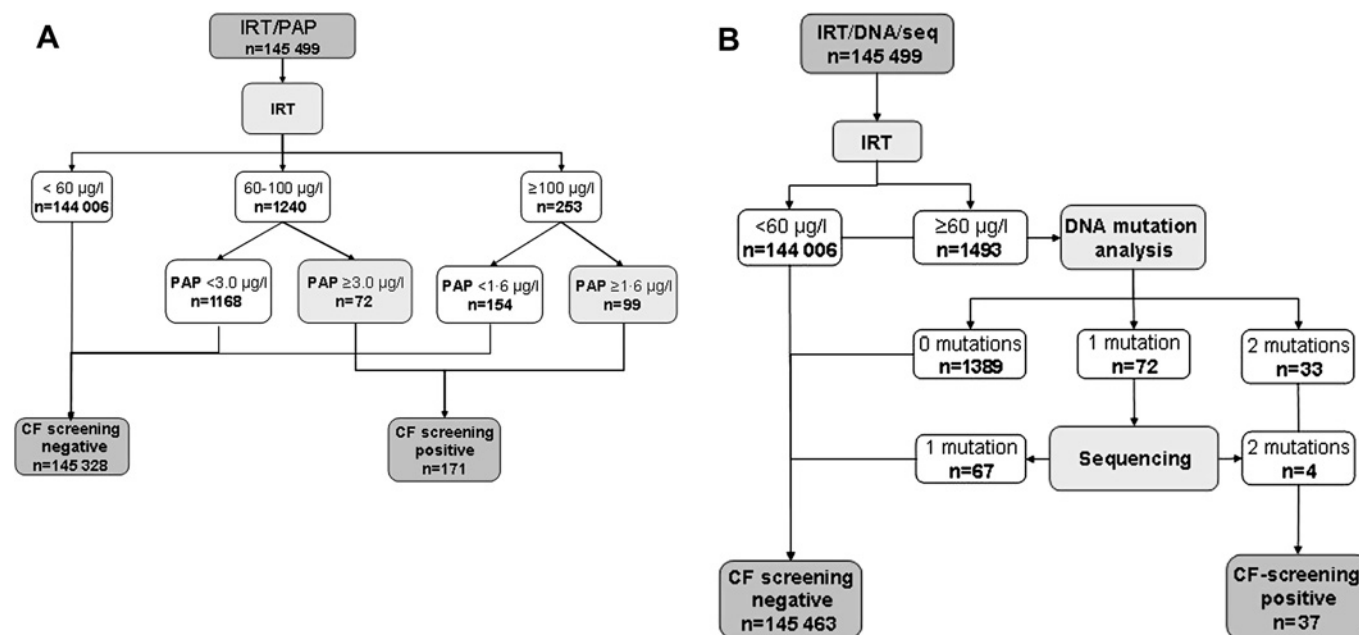 A
IRT/PAP
n=145 499
IRT
< 60 µg/l
n=144 006
60-100 µg/l
n=1240
≥100 µg/l
n=253
PAP <3.0 µg/l
n=1168
PAP ≥3.0 µg/l
n=72
PAP <1·6 µg/l
n=154
PAP ≥1·6 µg/l
n=99
CF screening
negative
n=145 328
CF screening
positive
n=171
B
IRT/DNA/seq
n=145 499
IRT
<60 µg/l
n=144 006
≥60 µg/l
n=1493
DNA mutation
analysis
0 mutations
n=1389
1 mutation
n=72
2 mutations
n=33
1 mutation
n=67
Sequencing
2 mutations
n=4
CF screening
negative
n=145 463
CF-screening
positive
n=37